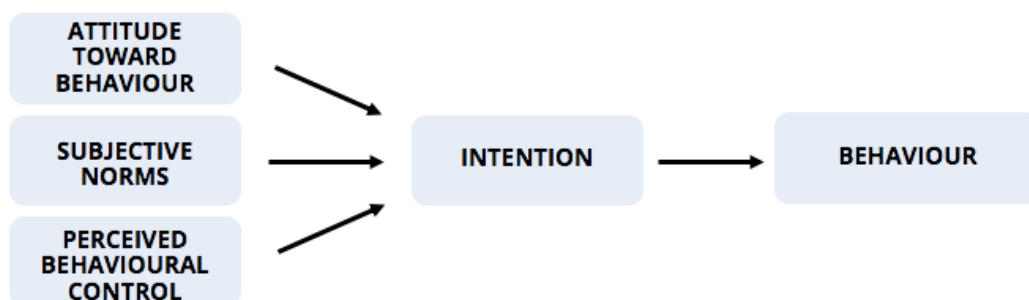 ATTITUDE
TOWARD
BEHAVIOUR
SUBJECTIVE
NORMS
PERCEIVED
BEHAVIOURAL
CONTROL
INTENTION
BEHAVIOUR